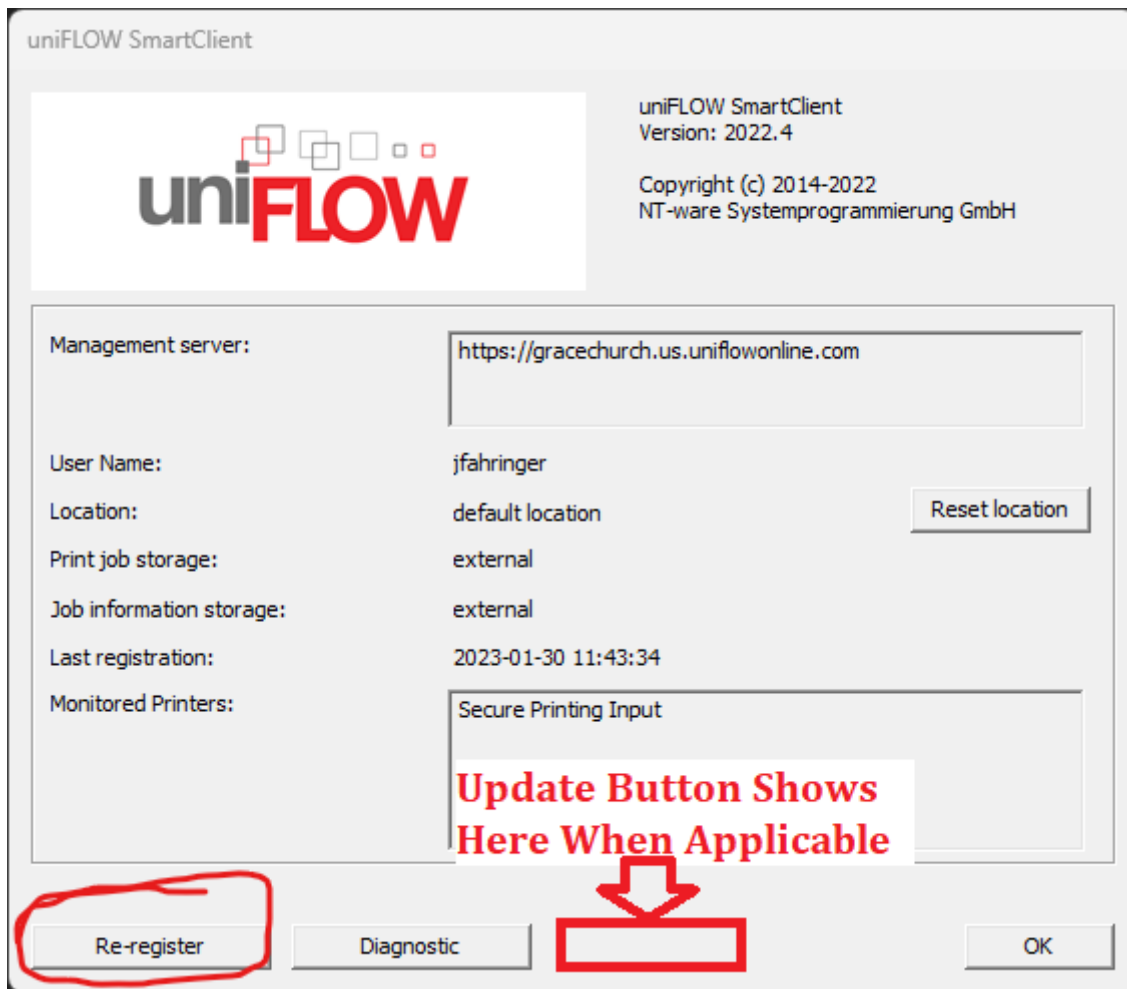 uniFLOW SmartClient
uniFLOW
uniFLOW SmartClient
Version: 2022.4
Copyright (c) 2014-2022
NT-ware Systemprogrammierung GmbH
Management server:
https://gracechurch.us.uniflowonline.com
User Name:
jfahringer
Location:
default location
Reset location
Print job storage:
external
Job information storage:
external
Last registration:
2023-01-30 11:43:34
Monitored Printers:
Secure Printing Input
Update Button Shows
Here When Applicable
Re-register
Diagnostic
OK